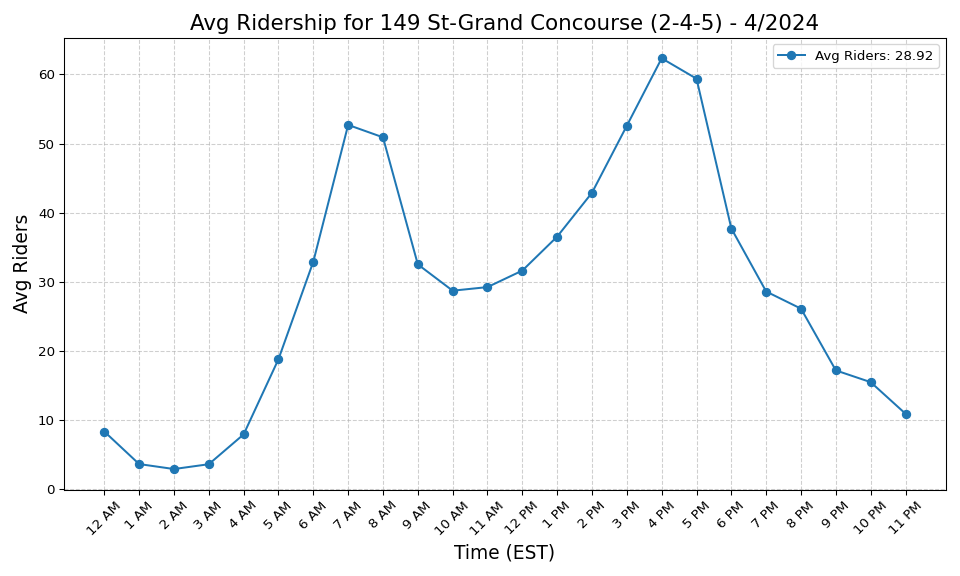 Avg Ridership for 149 St-Grand Concourse (2-4-5) - 4/2024
Avg Riders: 28.92
Avg Riders
60
50
40
30
20
10
0
12 AM
1 AM
2 AM
3 AM
4 AM
5 AM
6 AM
7 AM
8 AM
9 AM
10 AM
11 AM
12 PM
1 PM
2 PM
3 PM
4 PM
5 PM
6 PM
7 PM
8 PM
9 PM
10 PM
11 PM
Time (EST)